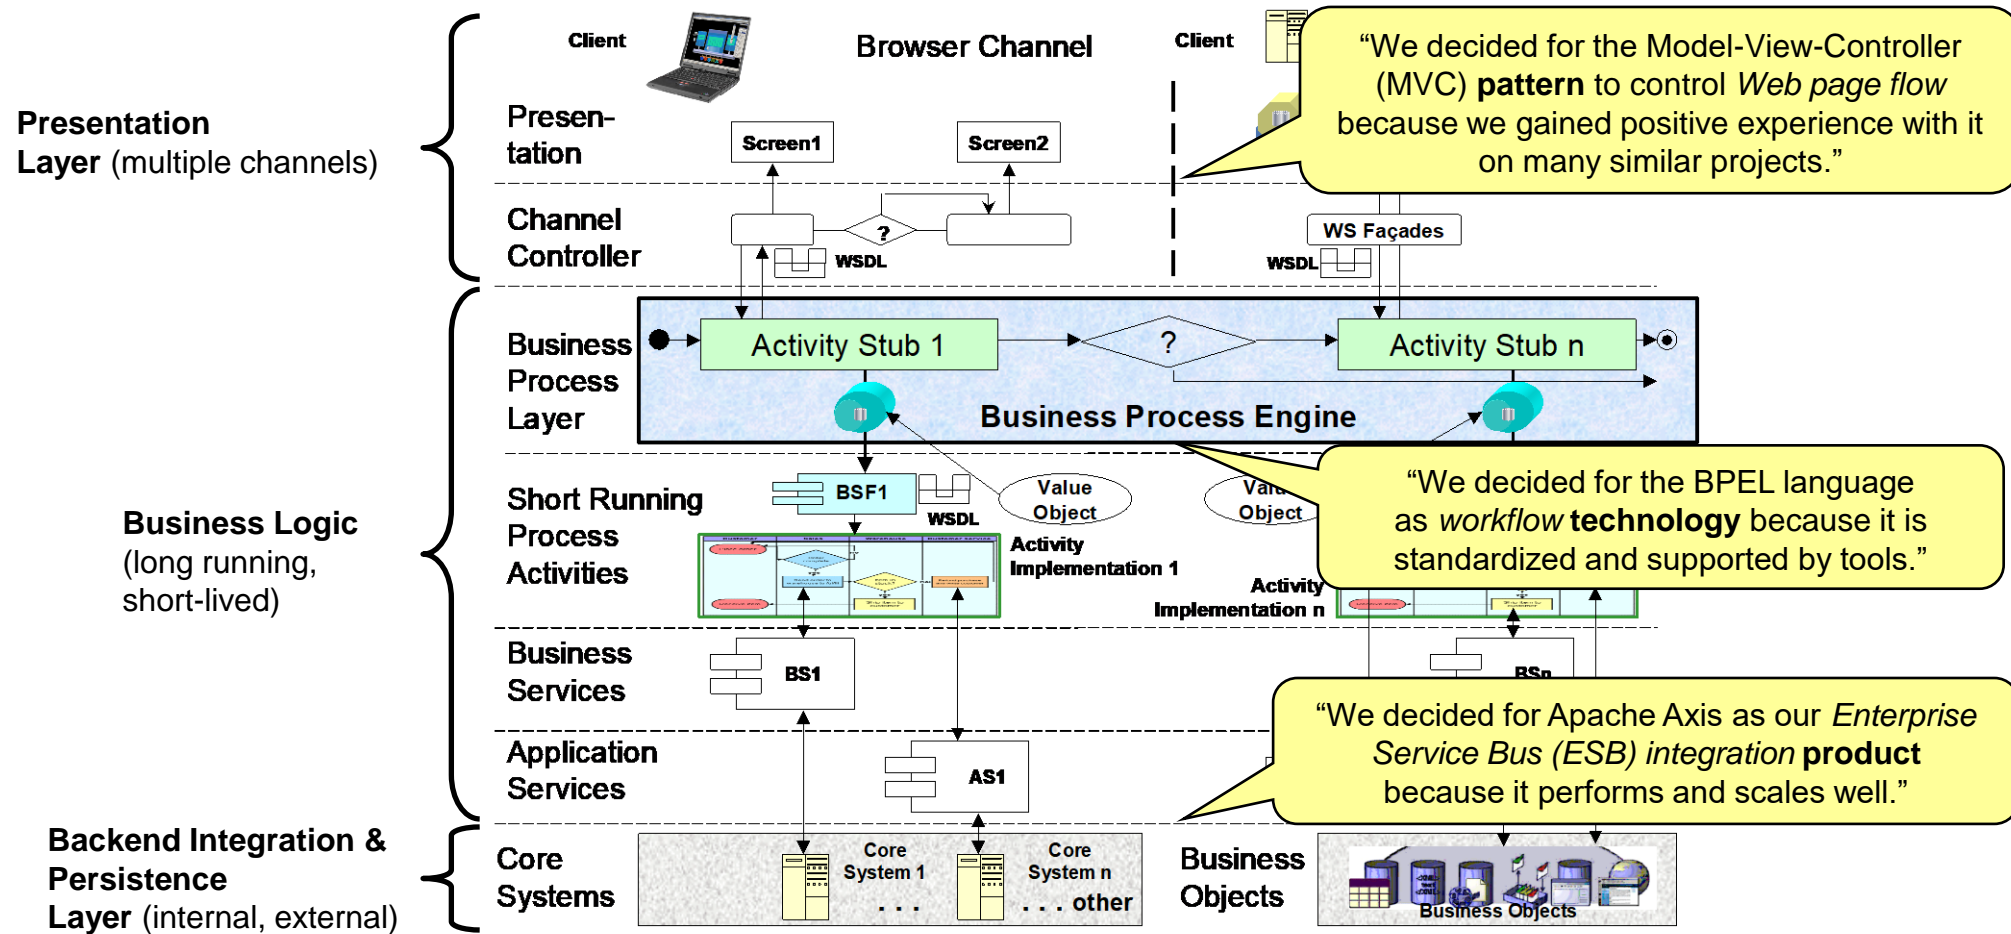 Client
Browser Channel
Client
“We decided for the Model-View-Controller
(MVC) pattern to control Web page flow
because we gained positive experience with it
on many similar projects.”
Presentation
Layer (multiple channels)
Presen-
tation
Screen1
Screen2
Channel
Controller
?
WSDL
WS Façades
WSDL
Business
Process
Layer
Activity Stub 1
?
Activity Stub n
Business Process Engine
Business Logic
(long running,
short-lived)
Short Running
Process
Activities
BSF1
WSDL
Value
Object
Value
Object
“We decided for the BPEL language
as workflow technology because it is
standardized and supported by tools.”
Activity
Implementation 1
Activity
Implementation n
Business
Services
BS1
BSn
“We decided for Apache Axis as our Enterprise
Service Bus (ESB) integration product
because it performs and scales well.”
Application
Services
AS1
Backend Integration &
Persistence
Layer (internal, external)
Core
Systems
Core
System 1
. . .
Core
System n
. . . other
Business
Objects
Business Objects